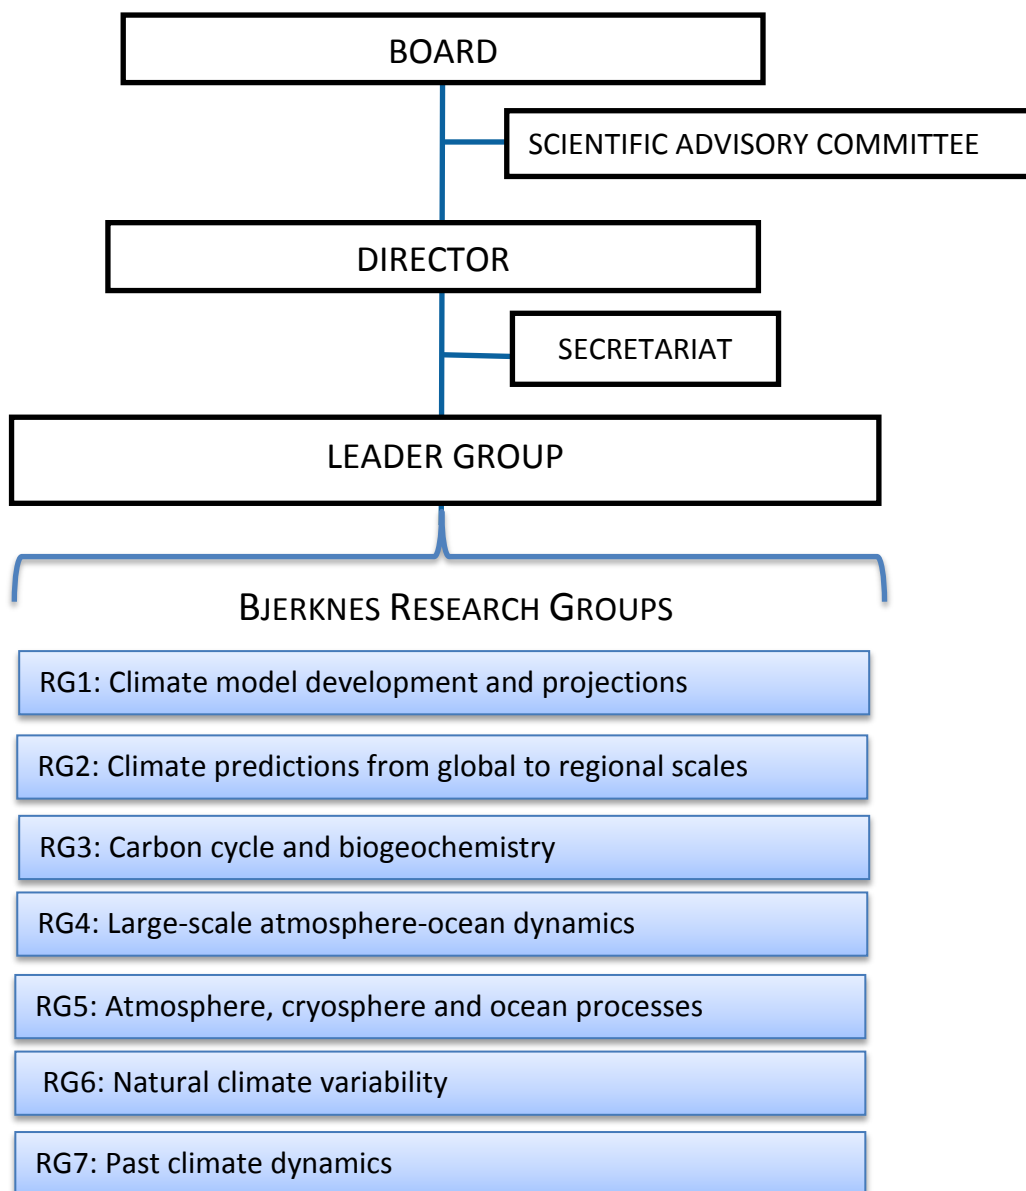 BOARD
SCIENTIFIC ADVISORY COMMITTEE
DIRECTOR
SECRETARIAT
LEADER GROUP
BJERKNES RESEARCH GROUPS
RG1: Climate model development and projections
RG2: Climate predictions from global to regional scales
RG3: Carbon cycle and biogeochemistry
RG4: Large-scale atmosphere-ocean dynamics
RG5: Atmosphere, cryosphere and ocean processes
RG6: Natural climate variability
RG7: Past climate dynamics